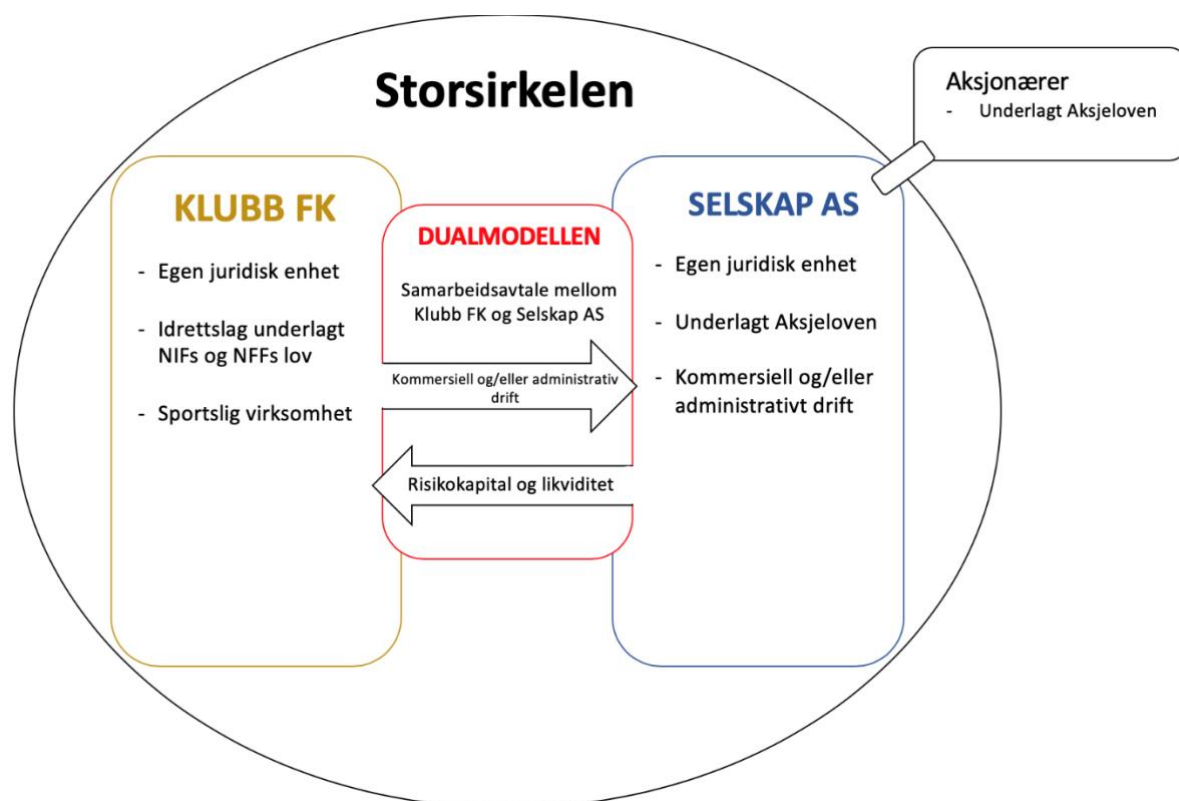 Storsirkelen
Aksjonærer
- Underlagt Aksjeloven
KLUBB FK
- Egen juridisk enhet
- Idrettslag underlagt
NIFs og NFFs lov
- Sportslig virksomhet
DUALMODELLEN
Samarbeidsavtale mellom
Klubb FK og Selskap AS
Kommersiell og/eller administrativ
drift
Risikokapital og likviditet
SELSKAP AS
- Egen juridisk enhet
- Underlagt Aksjeloven
- Kommersiell og/eller
administrativt drift